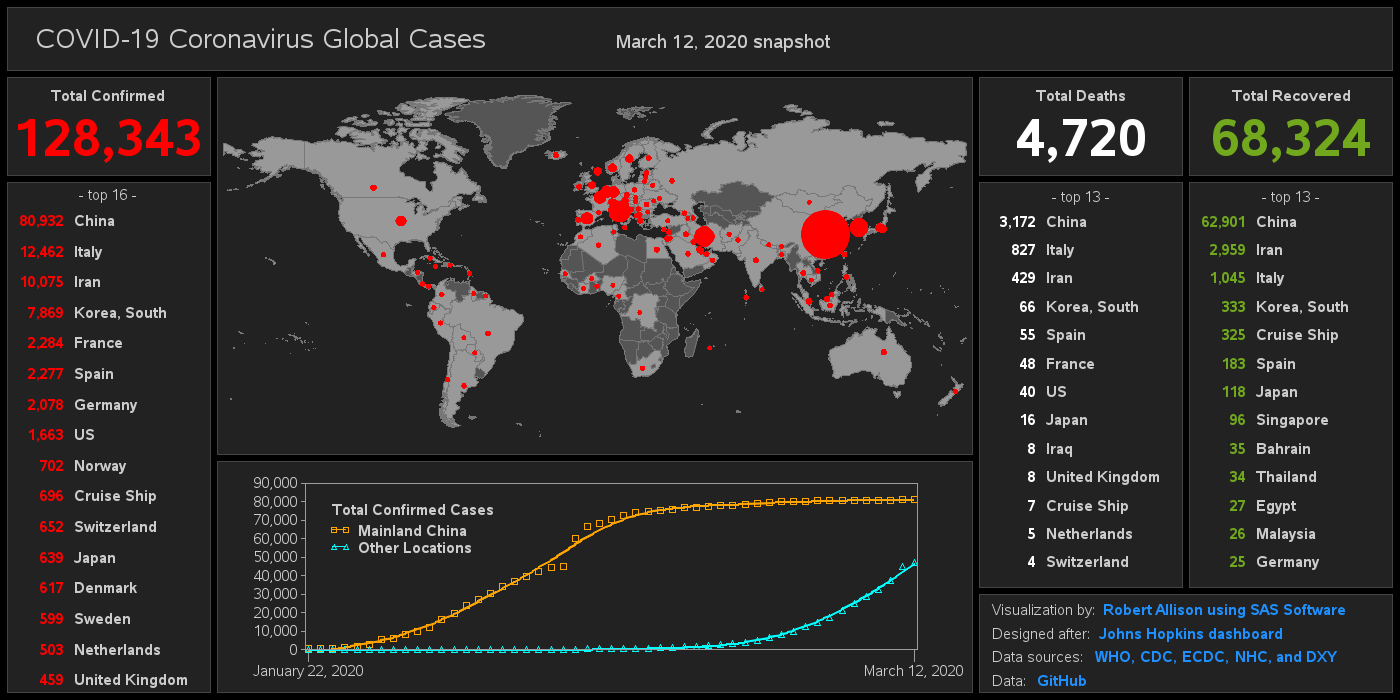 COVID-19 Coronavirus Global Cases
March 12, 2020 snapshot
Total Confirmed
128,343
- top 16 -
80,932 China
12,462 Italy
10,075 Iran
7,869 Korea, South
2,284 France
2,277 Spain
2,078 Germany
1,663 US
702 Norway
696 Cruise Ship
652 Switzerland
639 Japan
617 Denmark
599 Sweden
503 Netherlands
459 United Kingdom
90,000
80,000
70,000
60,000
50,000
40,000
30,000
20,000
10,000
0
Total Confirmed Cases
Mainland China
Other Locations
January 22, 2020
March 12, 2020
Total Deaths
4,720
- top 13 -
3,172 China
827 Italy
429 Iran
66 Korea, South
55 Spain
48 France
40 US
16 Japan
8 Iraq
8 United Kingdom
7 Cruise Ship
5 Netherlands
4 Switzerland
Total Recovered
68,324
- top 13 -
62,901 China
2,959 Iran
1,045 Italy
333 Korea, South
325 Cruise Ship
183 Spain
118 Japan
96 Singapore
35 Bahrain
34 Thailand
27 Egypt
26 Malaysia
25 Germany
Visualization by: Robert Allison using SAS Software
Designed after: Johns Hopkins dashboard
Data sources: WHO, CDC, ECDC, NHC, and DXY
Data: GitHub